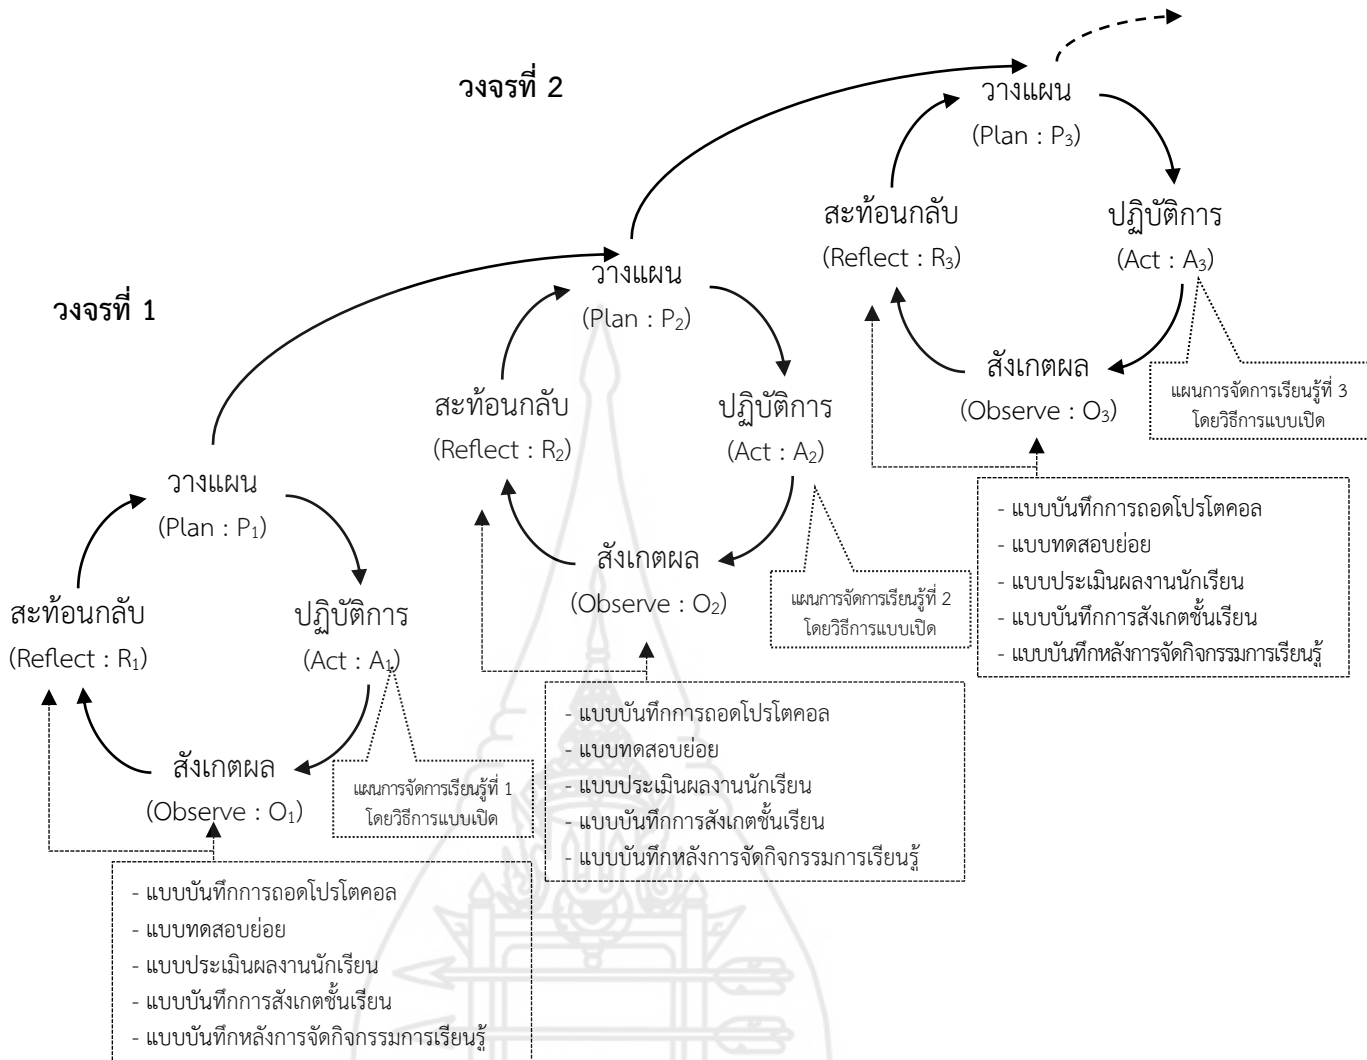 วงจรที่ 2
วางแผน
(Plan : P₃)
สะท้อนกลับ
(Reflect : R₃)
ปฏิบัติการ
(Act : A₃)
สังเกตผล
(Observe : O₃)
แผนการจัดการเรียนรู้ที่ 3
โดยวิธีการแบบเปิด
- แบบบันทึกการถอดโปรโตคอล
- แบบทดสอบย่อย
- แบบประเมินผลงานนักเรียน
- แบบบันทึกการสังเกตชั้นเรียน
- แบบบันทึกหลังการจัดกิจกรรมการเรียนรู้
วงจรที่ 1
วางแผน
(Plan : P₂)
สะท้อนกลับ
(Reflect : R₂)
ปฏิบัติการ
(Act : A₂)
สังเกตผล
(Observe : O₂)
แผนการจัดการเรียนรู้ที่ 2
โดยวิธีการแบบเปิด
- แบบบันทึกการถอดโปรโตคอล
- แบบทดสอบย่อย
- แบบประเมินผลงานนักเรียน
- แบบบันทึกการสังเกตชั้นเรียน
- แบบบันทึกหลังการจัดกิจกรรมการเรียนรู้
วางแผน
(Plan : P₁)
สะท้อนกลับ
(Reflect : R₁)
ปฏิบัติการ
(Act : A₁)
สังเกตผล
(Observe : O₁)
แผนการจัดการเรียนรู้ที่ 1
โดยวิธีการแบบเปิด
- แบบบันทึกการถอดโปรโตคอล
- แบบทดสอบย่อย
- แบบประเมินผลงานนักเรียน
- แบบบันทึกการสังเกตชั้นเรียน
- แบบบันทึกหลังการจัดกิจกรรมการเรียนรู้